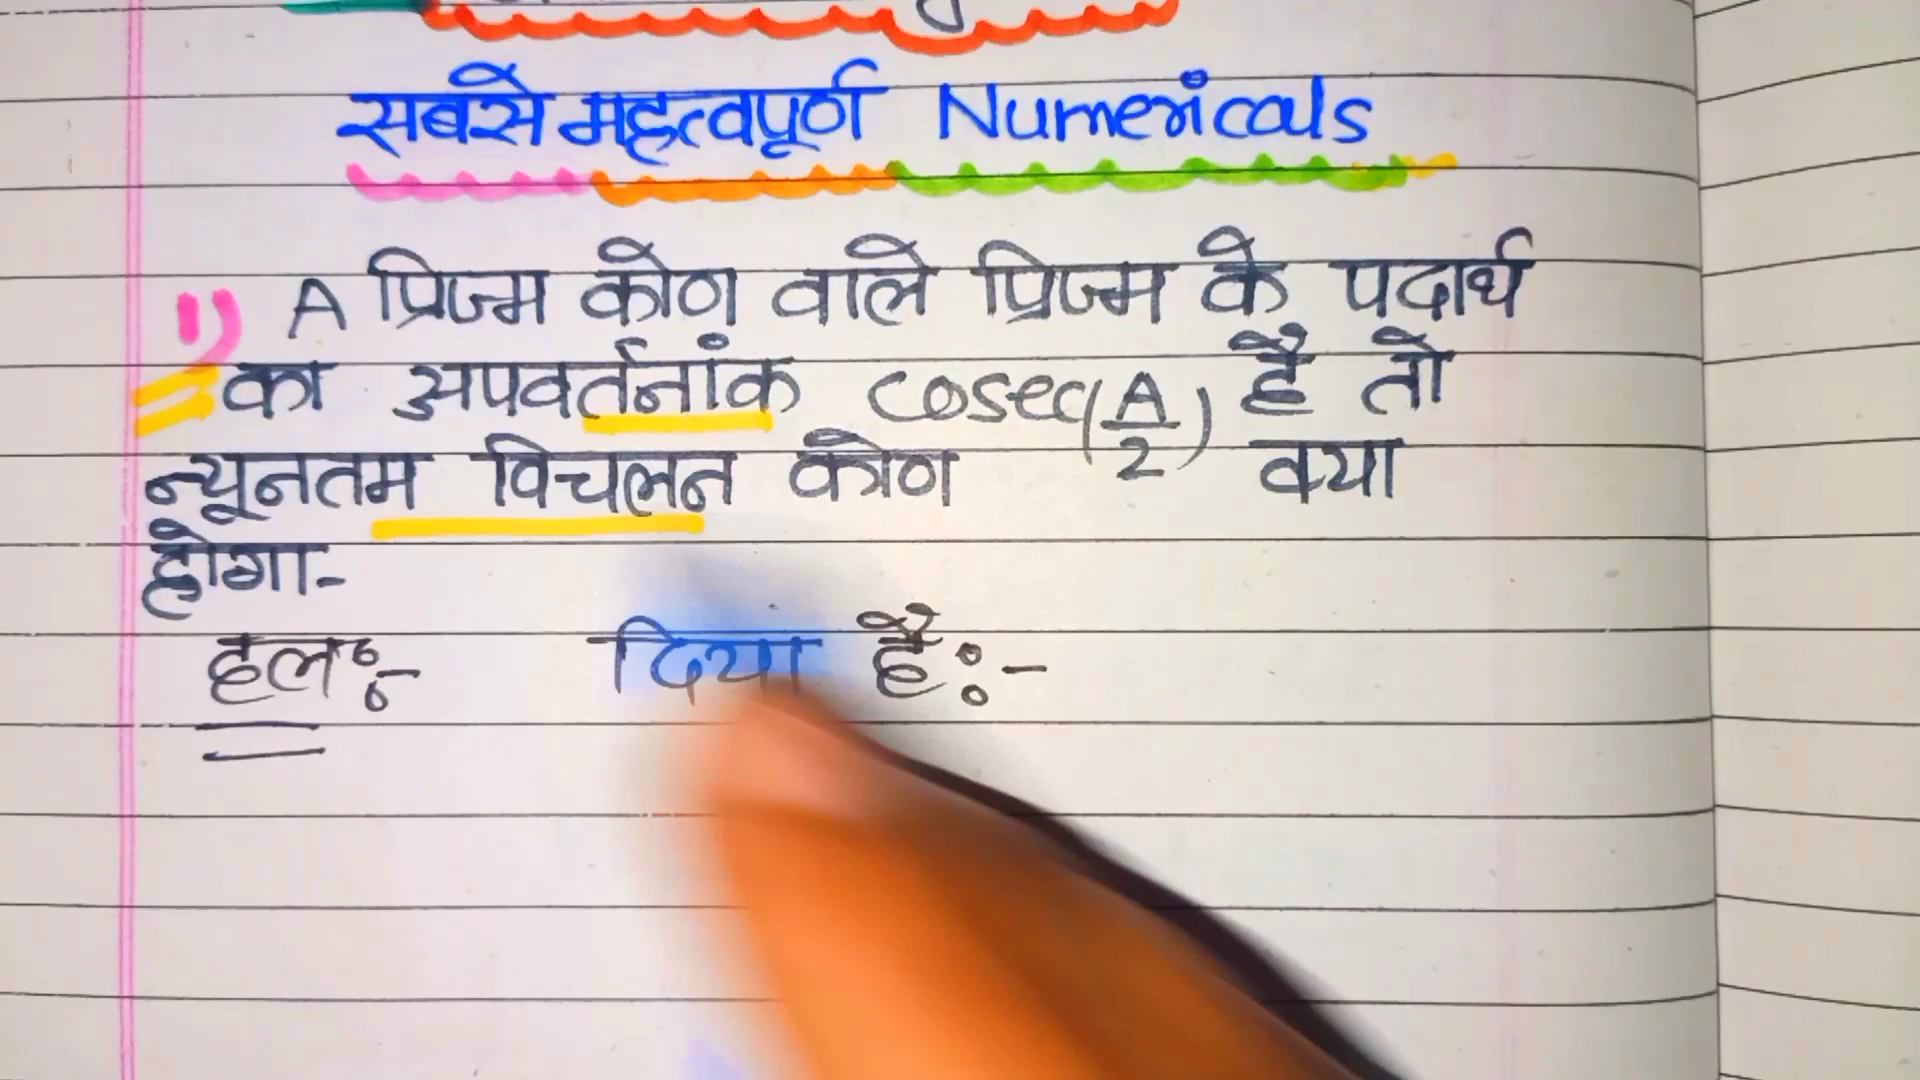 सबसे महत्वपूर्ण Numericals
1) A प्रिज्म कोण वाले प्रिज्म के पदार्थ
का अपवर्तनांक cosec(A/2) है तो
न्यूनतम विचलन कोण क्या
होगा-
हल:- दिया है:-